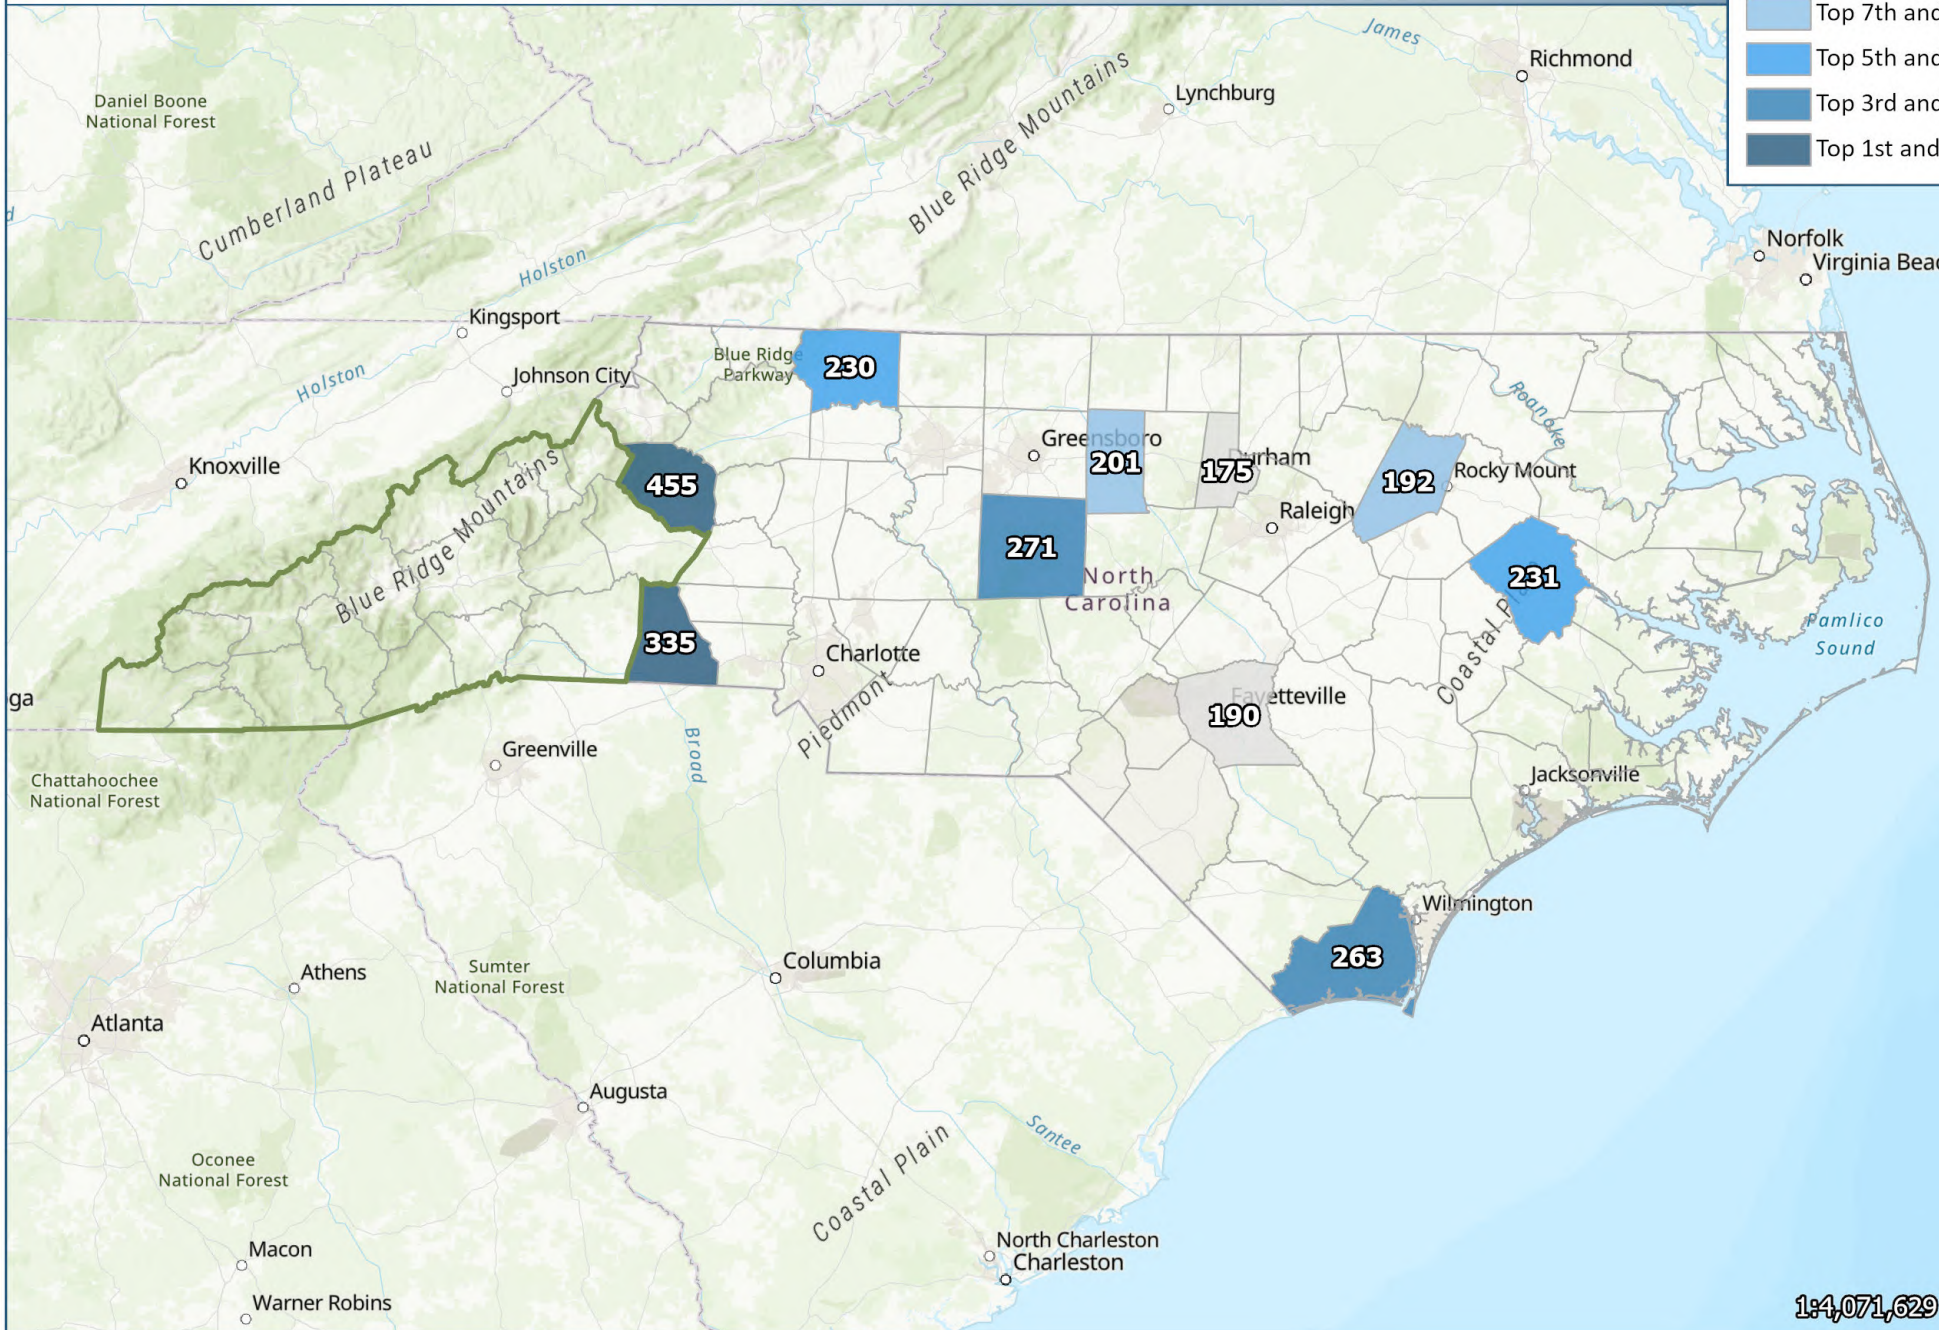 Top 7th and
Top 5th and
Top 3rd and
Top 1st and
James
Richmond
Lynchburg
Daniel Boone
National Forest
Blue Ridge Mountains
Cumberland Plateau
Norfolk
Virginia Beac
Holston
Kingsport
Blue Ridge
Parkway
230
Johnson City
Holston
Roanoke
Greensboro
201
175
Durham
192
Rocky Mount
Knoxville
455
Blue Ridge Mountains
Raleigh
271
North
Carolina
231
Coastal Pl
Pamlico
Sound
335
Charlotte
Piedmont
ga
Fayetteville
190
Broad
Greenville
Jacksonville
Chattahoochee
National Forest
Wilmington
263
Columbia
Sumter
National Forest
Athens
Atlanta
Augusta
Santee
Coastal Plain
Oconee
National Forest
Macon
North Charleston
Charleston
Warner Robins
1:4,071,629